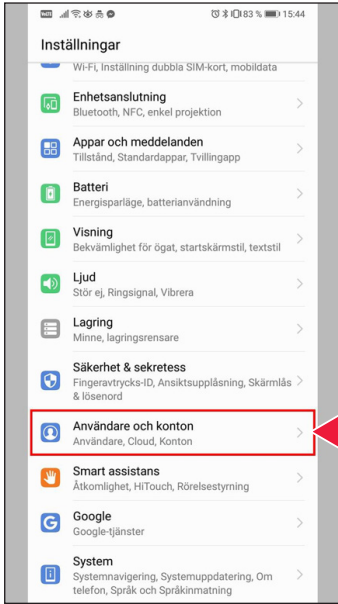 83 % 15:44
Inställningar
Wi-Fi, Inställning dubbla SIM-kort, mobildata
Enhetsanslutning
Bluetooth, NFC, enkel projektion
Appar och meddelanden
Tillstånd, Standardappar, Tvillingapp
Batteri
Energisparläge, batterianvändning
Visning
Bekvämlighet för ögat, startskärmstil, textstil
Ljud
Stör ej, Ringsignal, Vibrera
Lagring
Minne, lagringsrensare
Säkerhet & sekretess
Fingeravtrycks-ID, Ansiktsupplåsning, Skärmlås
& lösenord
Användare och konton
Användare, Cloud, Konton
Smart assistans
Åtkomlighet, HiTouch, Rörelsestyrning
Google
Google-tjänster
System
Systemnavigering, Systemuppdatering, Om
telefon, Språk och Språkinmatning